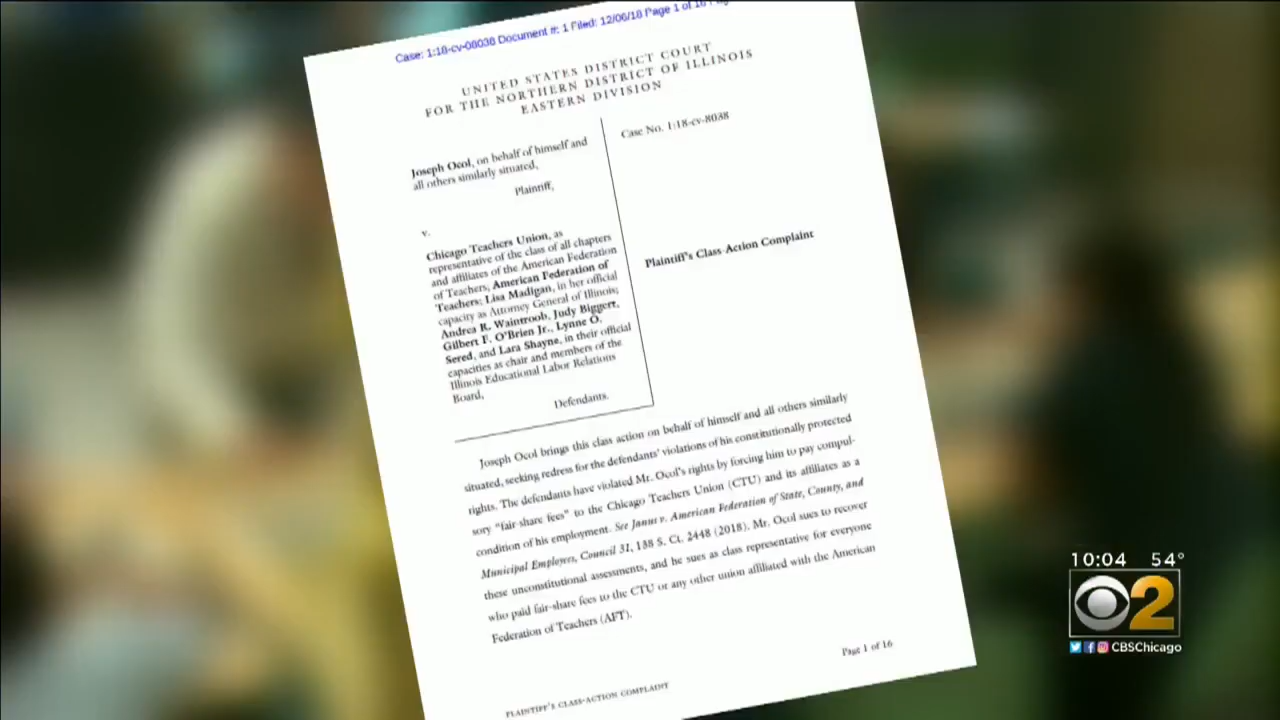 Case: 1:18-cv-08038 Document #: 1 Filed: 12/06/18 Page 1 of 16
UNITED STATES DISTRICT COURT
FOR THE NORTHERN DISTRICT OF ILLINOIS
EASTERN DIVISION
Joseph Ocol, on behalf of himself and
all others similarly situated,
Plaintiff,
v.
Chicago Teachers Union, as
representative of the class of all chapters
and affiliates of the American Federation
of Teachers; American Federation of
Teachers; Lisa Madigan, in her official
capacity as Attorney General of Illinois;
Andrea R. Waintroob, Judy Biggert,
Gilbert F. O'Brien Jr., Lynne O.
Sered, and Lara Shayne, in their official
capacities as chair and members of the
Illinois Educational Labor Relations
Board,
Defendants.
Case No. 1:18-cv-8038
Plaintiff's Class-Action Complaint
Joseph Ocol brings this class action on behalf of himself and all others similarly
situated, seeking redress for the defendants' violations of his constitutionally protected
rights. The defendants have violated Mr. Ocol's rights by forcing him to pay compul-
sory "fair-share fees" to the Chicago Teachers Union (CTU) and its affiliates as a
condition of his employment. See Janus v. American Federation of State, County, and
Municipal Employees, Council 31, 138 S. Ct. 2448 (2018). Mr. Ocol sues to recover
these unconstitutional assessments, and he sues as class representative for everyone
who paid fair-share fees to the CTU or any other union affiliated with the American
Federation of Teachers (AFT).
PLAINTIFF'S CLASS-ACTION COMPLAINT
Page 1 of 16
10:04 54°
2
CBSChicago